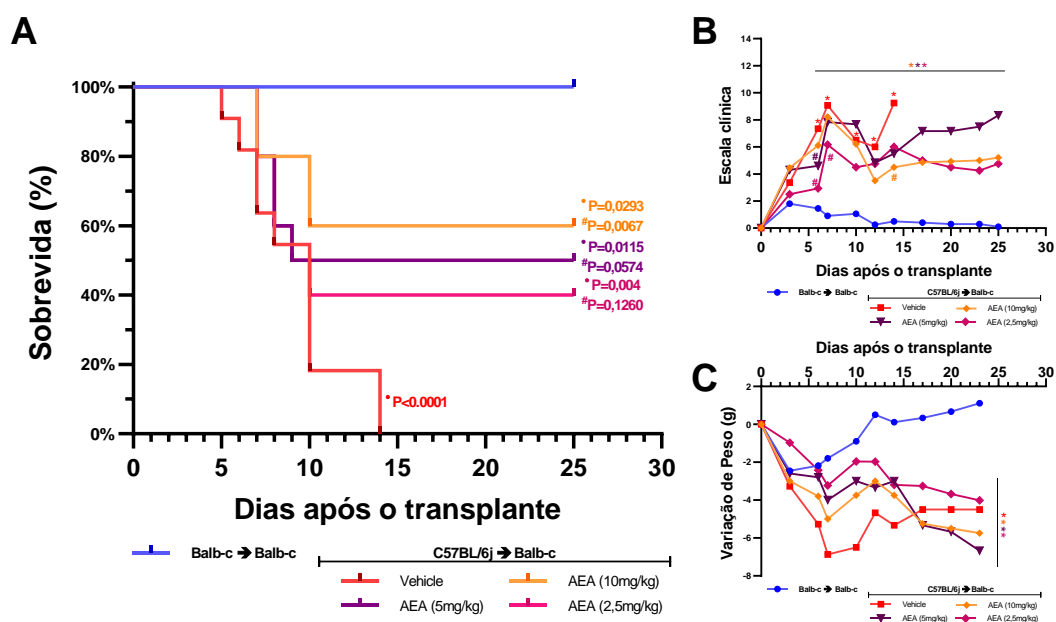 A
Sobrevida (%)
100%
80%
60%
40%
20%
0%
0 5 10 15 20 25 30
Dias após o transplante
* P=0,0293
#P=0,0067
* P=0,0115
#P=0,0574
* P=0,004
#P=0,1260
* P<0.0001
Balb-c → Balb-c
C57BL/6j → Balb-c
Vehicle
AEA (10mg/kg)
AEA (5mg/kg)
AEA (2,5mg/kg)
B
Escala clínica
14
12
10
8
6
4
2
0
****
* * * * *
# # # #
0 5 10 15 20 25 30
Dias após o transplante
Balb-c → Balb-c
C57BL/6j → Balb-c
Vehicle
AEA (10mg/kg)
AEA (5mg/kg)
AEA (2,5mg/kg)
C
Dias após o transplante
0 5 10 15 20 25 30
Variação de Peso (g)
2
0
-2
-4
-6
-8
****
Balb-c → Balb-c
C57BL/6j → Balb-c
Vehicle
AEA (10mg/kg)
AEA (5mg/kg)
AEA (2,5mg/kg)